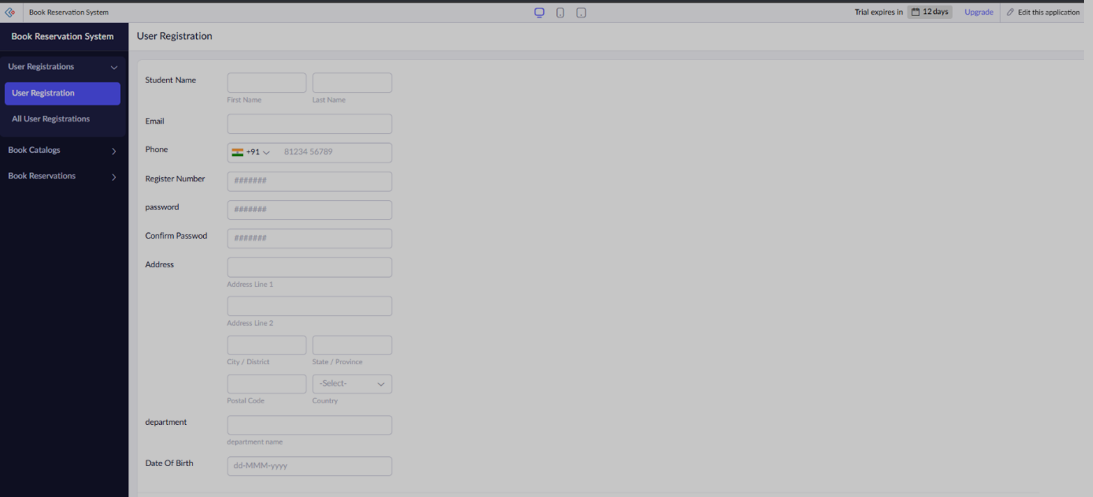 Book Reservation System
Trial expires in 12 days Upgrade Edit this application
Book Reservation System
User Registrations
User Registration
All User Registrations
Book Catalogs
Book Reservations
User Registration
Student Name
First Name Last Name
Email
Phone +91 81234 56789
Register Number #######
password #######
Confirm Passwod #######
Address
Address Line 1
Address Line 2
City / District State / Province
-Select-
Postal Code Country
department
department name
Date Of Birth dd-MMM-yyyy